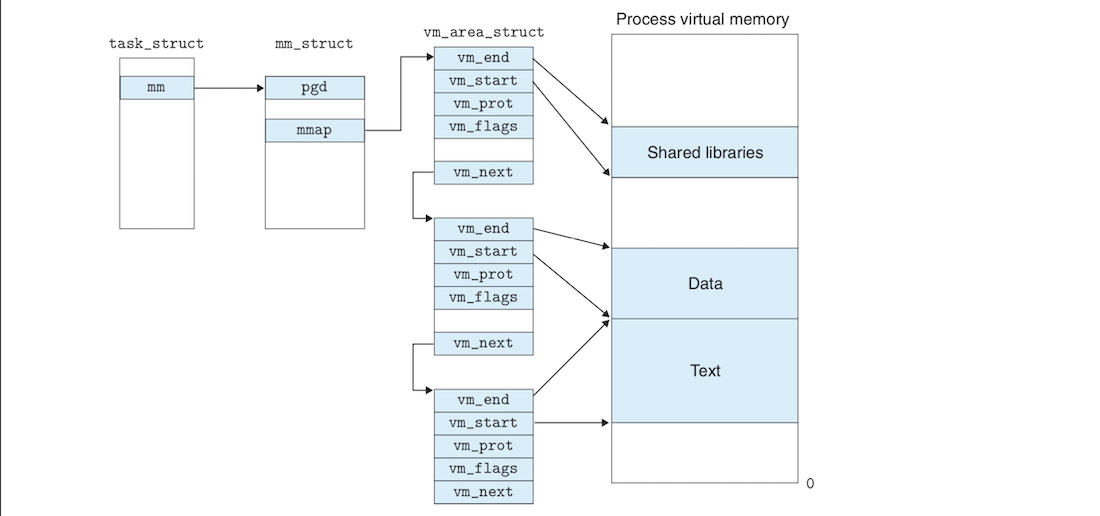 Process virtual memory
task_struct
mm_struct
vm_area_struct
mm
pgd
mmap
vm_end
vm_start
vm_prot
vm_flags
vm_next
vm_end
vm_start
vm_prot
vm_flags
vm_next
vm_end
vm_start
vm_prot
vm_flags
vm_next
Shared libraries
Data
Text
0